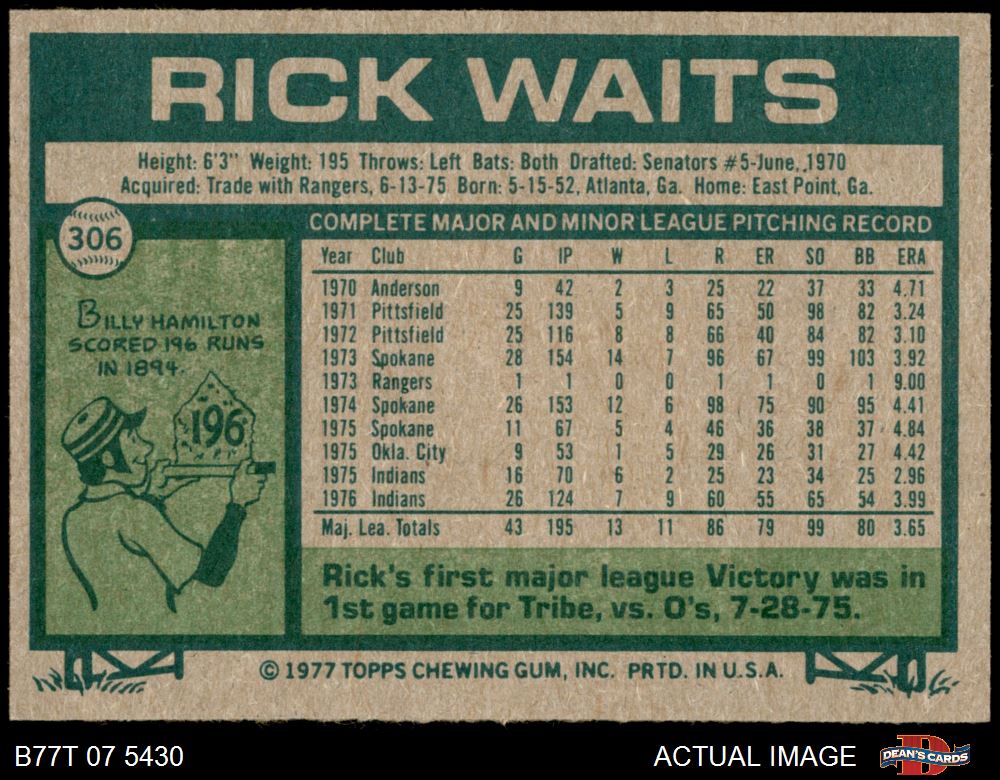 RICK WAITS
Height: 6'3" Weight: 195 Throws: Left Bats: Both Drafted: Senators #5-June, 1970
Acquired: Trade with Rangers, 6-13-75 Born: 5-15-52, Atlanta, Ga. Home: East Point, Ga.
306
BILLY HAMILTON
SCORED 196 RUNS
IN 1894.
196
COMPLETE MAJOR AND MINOR LEAGUE PITCHING RECORD
Year Club G IP W L R ER SO BB ERA
1970 Anderson 9 42 2 3 25 22 37 33 4.71
1971 Pittsfield 25 139 5 9 65 50 98 82 3.24
1972 Pittsfield 25 116 8 8 66 40 84 82 3.10
1973 Spokane 28 154 14 7 96 67 99 103 3.92
1973 Rangers 1 1 0 0 1 1 0 1 9.00
1974 Spokane 26 153 12 6 98 75 90 95 4.41
1975 Spokane 11 67 5 4 46 36 38 37 4.84
1975 Okla. City 9 53 1 5 29 26 31 27 4.42
1975 Indians 16 70 6 2 25 23 34 25 2.96
1976 Indians 26 124 7 9 60 55 65 54 3.99
Maj. Lea. Totals 43 195 13 11 86 79 99 80 3.65
Rick's first major league Victory was in
1st game for Tribe, vs. O's, 7-28-75.
© 1977 TOPPS CHEWING GUM, INC. PRTD. IN U.S.A.
B77T 07 5430 ACTUAL IMAGE
D
DEAN'S CARDS